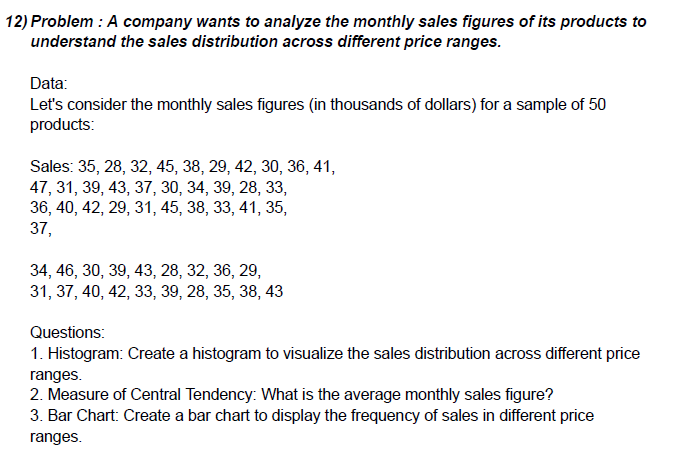 12) Problem : A company wants to analyze the monthly sales figures of its products to
understand the sales distribution across different price ranges.
Data:
Let's consider the monthly sales figures (in thousands of dollars) for a sample of 50
products:
Sales: 35, 28, 32, 45, 38, 29, 42, 30, 36, 41,
47, 31, 39, 43, 37, 30, 34, 39, 28, 33,
36, 40, 42, 29, 31, 45, 38, 33, 41, 35,
37,
34, 46, 30, 39, 43, 28, 32, 36, 29,
31, 37, 40, 42, 33, 39, 28, 35, 38, 43
Questions:
1. Histogram: Create a histogram to visualize the sales distribution across different price
ranges.
2. Measure of Central Tendency: What is the average monthly sales figure?
3. Bar Chart: Create a bar chart to display the frequency of sales in different price
ranges.